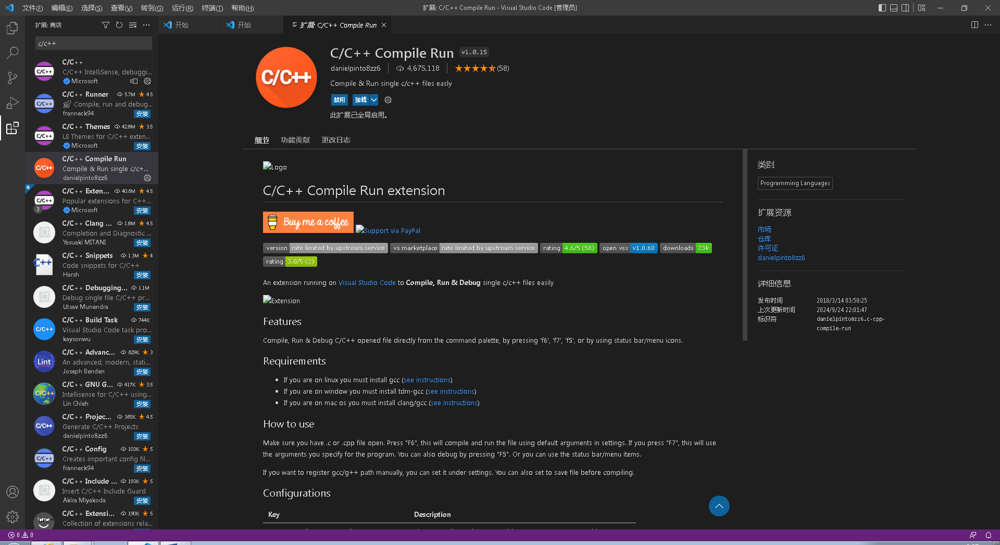 文件(F) 编辑(E) 选择(S) 查看(V) 转到(G) 运行(R) 终端(T) 帮助(H)
扩展: C/C++ Compile Run - Visual Studio Code [管理员]
扩展: 商店
开始
开始
扩展: C/C++ Compile Run
c/c++
C/C++
C/C++ IntelliSense, debuggi...
Microsoft
C/C++ Runner 5.7M 4.5
Compile, run and debug...
franneck94 安装
C/C++ Themes 42.8M 3.5
UI Themes for C/C++ exten...
Microsoft 安装
C/C++ Compile Run
Compile & Run single c/c+...
danielpinto8zz6
C/C++ Exten... 40.6M 4.5
Popular extensions for C++...
3
Microsoft 安装
C/C++ Clang ... 1.8M 4.5
Completion and Diagnostic ...
Yasuaki MITANI 安装
C/C++ Snippets 1.3M 4
Code snippets for C/C++
Harsh 安装
C/C++ Debugging... 1.1M
Debug single file C/C++ pr...
Utsav Munendra 安装
C/C++ Build Task 744K
Visual Studio Code task pro...
kaysonwu 安装
C/C++ Advanc... 629K 3
An advanced, modern, stati...
Joseph Benden 安装
C/C++ GNU G... 417K 3.5
Intellisense for C/C++ using...
Lin Chieh 安装
C/C++ Projec... 365K 4.5
Generate C/C++ Projects
danielpinto8zz6 安装
C/C++ Config 103K 5
Creates important config fil...
franneck94 安装
C/C++ Include ... 193K 5
Insert C/C++ Include Guard
Akira Miyakoda 安装
C/C++ Extensi... 190K 5
Collection of extensions rela...
C/C++
C/C++ Compile Run v1.0.15
danielpinto8zz6 4,675,118 (58)
Compile & Run single c/c++ files easly
禁用 卸载
此扩展已全局启用。
细节 功能贡献 更改日志
Logo
C/C++ Compile Run extension
Buy me a coffee Support via PayPal
version rate limited by upstream service vs marketplace rate limited by upstream service rating 4.6/5 (58) open vsx v1.0.60 downloads 23k
rating 3.0/5 (2)
An extension running on Visual Studio Code to Compile, Run & Debug single c/c++ files easily
Extension
Features
Compile, Run & Debug C/C++ opened file directly from the command palette, by pressing 'f6', 'f7', 'f5', or by using status bar/menu icons.
Requirements
• If you are on linux you must install gcc (see instructions)
• If you are on window you must install tdm-gcc (see instructions)
• If you are on mac os you must install clang/gcc (see instructions)
How to use
Make sure you have .c or .cpp file open. Press "F6", this will compile and run the file using default arguments in settings. If you press "F7", this will use
the arguments you specify for the program. You can also debug by pressing "F5". Or you can use the status bar/menu items.
If you want to register gcc/g++ path manually, you can set it under settings. You can also set to save file before compiling.
Configurations
Key Description
类别
Programming Languages
扩展资源
市场
仓库
许可证
danielpinto8zz6
详细信息
发布时间 2018/3/14 03:50:25
上次更新时间 2024/9/24 22:01:47
标识符 danielpinto8zz6.c-cpp-
compile-run
0 0